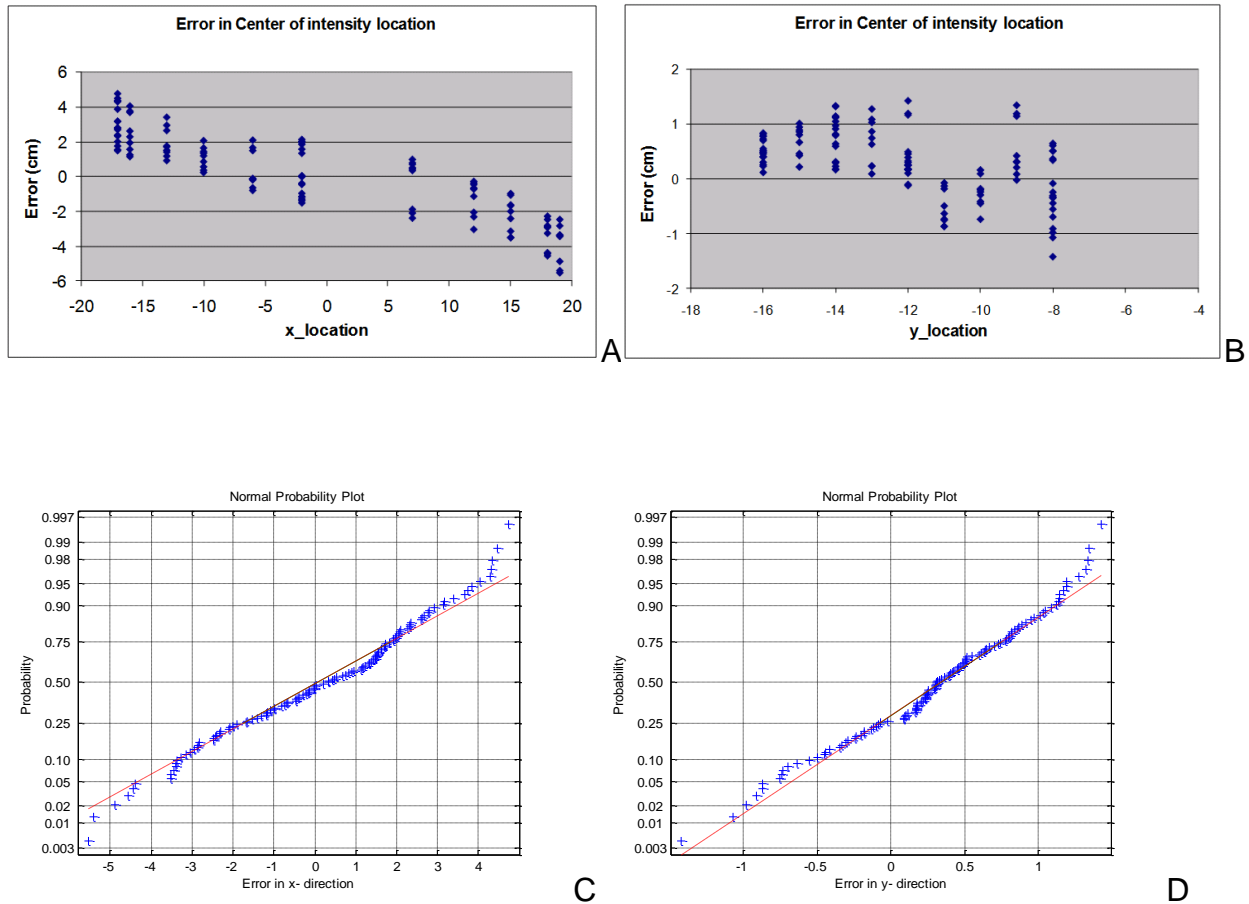 Error in Center of intensity location
6
4
2
0
-2
-4
-6
-20 -15 -10 -5 0 5 10 15 20
Error (cm)
x_location
A
Error in Center of intensity location
2
1
0
-1
-2
-18 -16 -14 -12 -10 -8 -6 -4
Error (cm)
y_location
B
Normal Probability Plot
0.997
0.99
0.98
0.95
0.90
0.75
0.50
0.25
0.10
0.05
0.02
0.01
0.003
-5 -4 -3 -2 -1 0 1 2 3 4
Probability
Error in x- direction
C
Normal Probability Plot
0.997
0.99
0.98
0.95
0.90
0.75
0.50
0.25
0.10
0.05
0.02
0.01
0.003
-1 -0.5 0 0.5 1
Probability
Error in y- direction
D